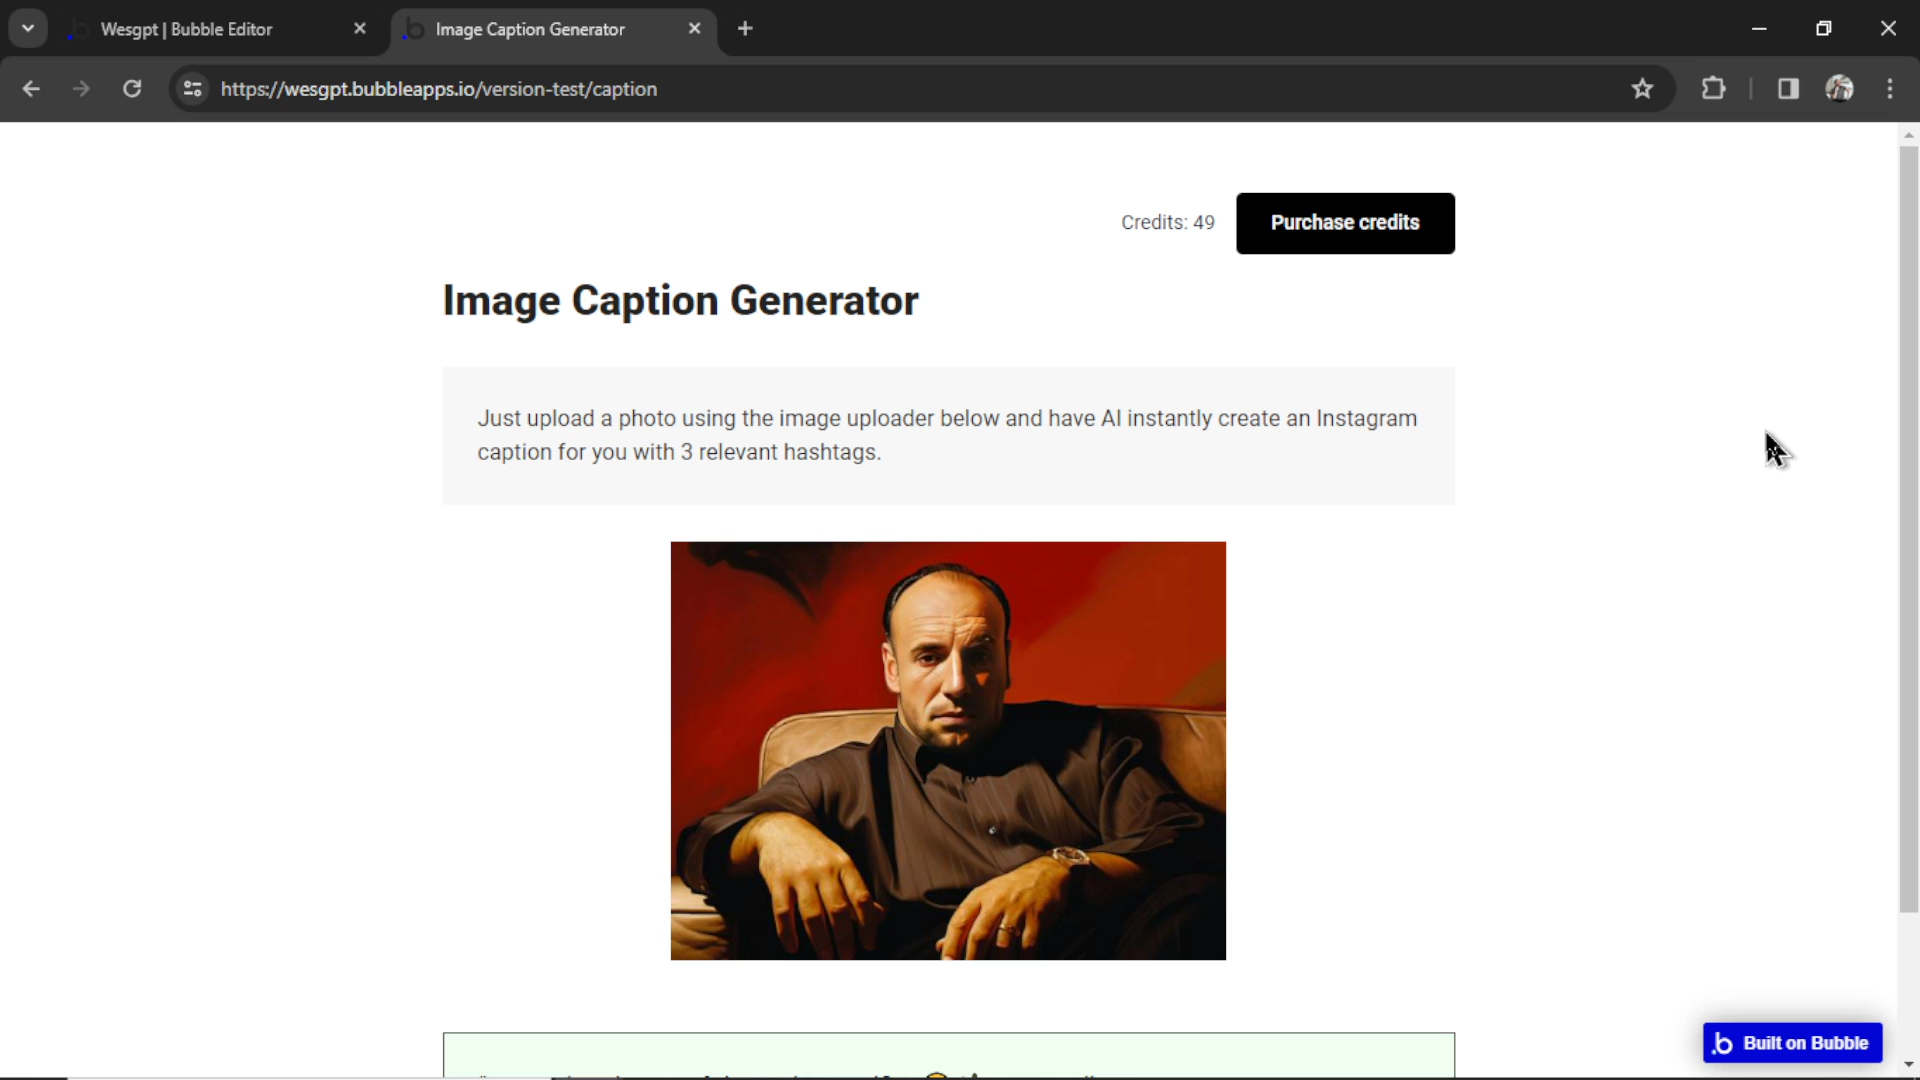 Wesgpt | Bubble Editor
Image Caption Generator
https://wesgpt.bubbleapps.io/version-test/caption
Credits: 49
Purchase credits
Image Caption Generator
Just upload a photo using the image uploader below and have AI instantly create an Instagram
caption for you with 3 relevant hashtags.
Built on Bubble